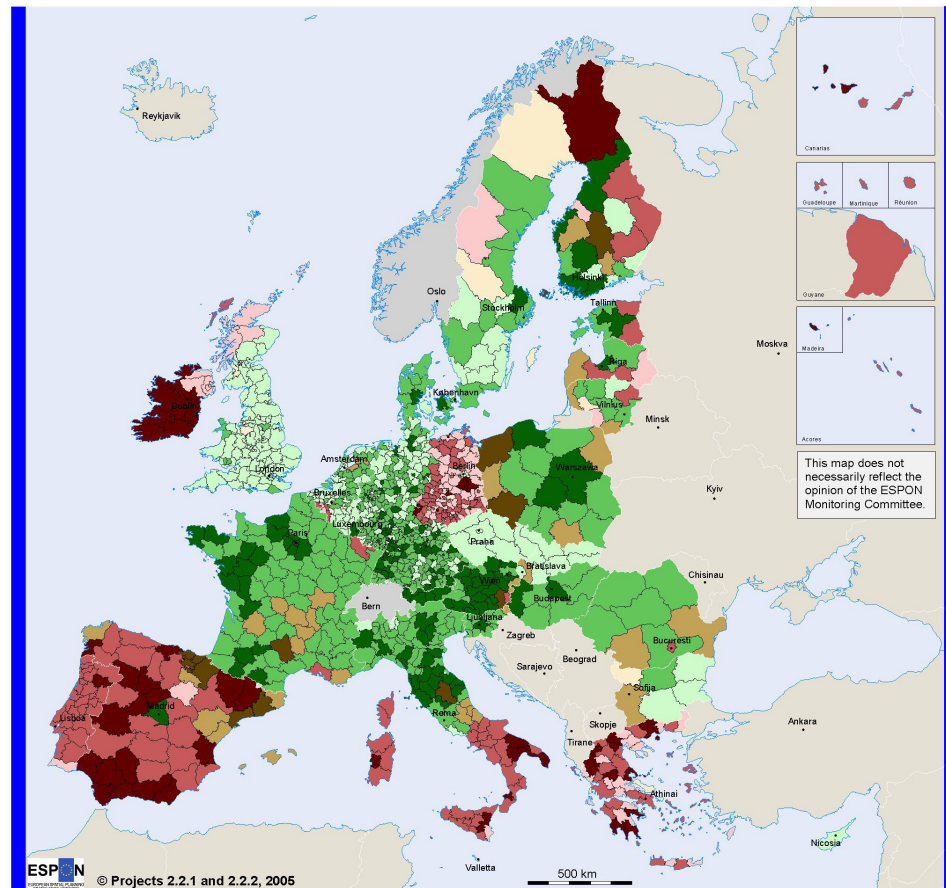 Canarias
Reykjavik
Guadeloupe
Martinique
Réunion
Guyane
Oslo
Helsinki
Stockholm
Tallinn
Madeira
Moskva
Riga
Acores
København
Dublin
Vilnius
Minsk
London
Amsterdam
Berlin
Warszawa
This map does not
necessarily reflect the
opinion of the ESPON
Monitoring Committee.
Bruxelles
Kyiv
Luxembourg
Paris
Praha
Bratislava
Wien
Chisinau
Bern
Budapest
Ljubljana
Zagreb
Bucuresti
Beograd
Sarajevo
Sofija
Madrid
Roma
Lisboa
Skopje
Ankara
Tirane
Athinai
Nicosia
Valletta
ESPON
© Projects 2.2.1 and 2.2.2, 2005
500 km